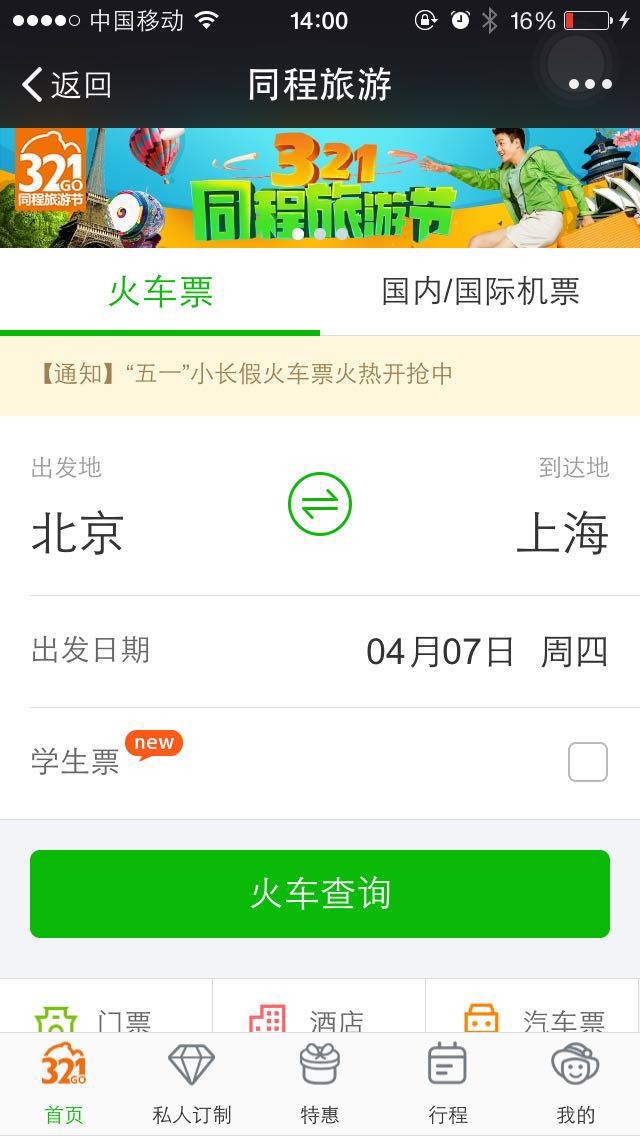 中国移动 14:00 16%
返回 同程旅游
321
GO
同程旅游节
321
同程旅游节
火车票 国内/国际机票
【通知】“五一”小长假火车票火热开抢中
出发地 到达地
北京 上海
出发日期 04月07日 周四
学生票 new
火车查询
门票 酒店 汽车票
321
GO
首页 私人订制 特惠 行程 我的